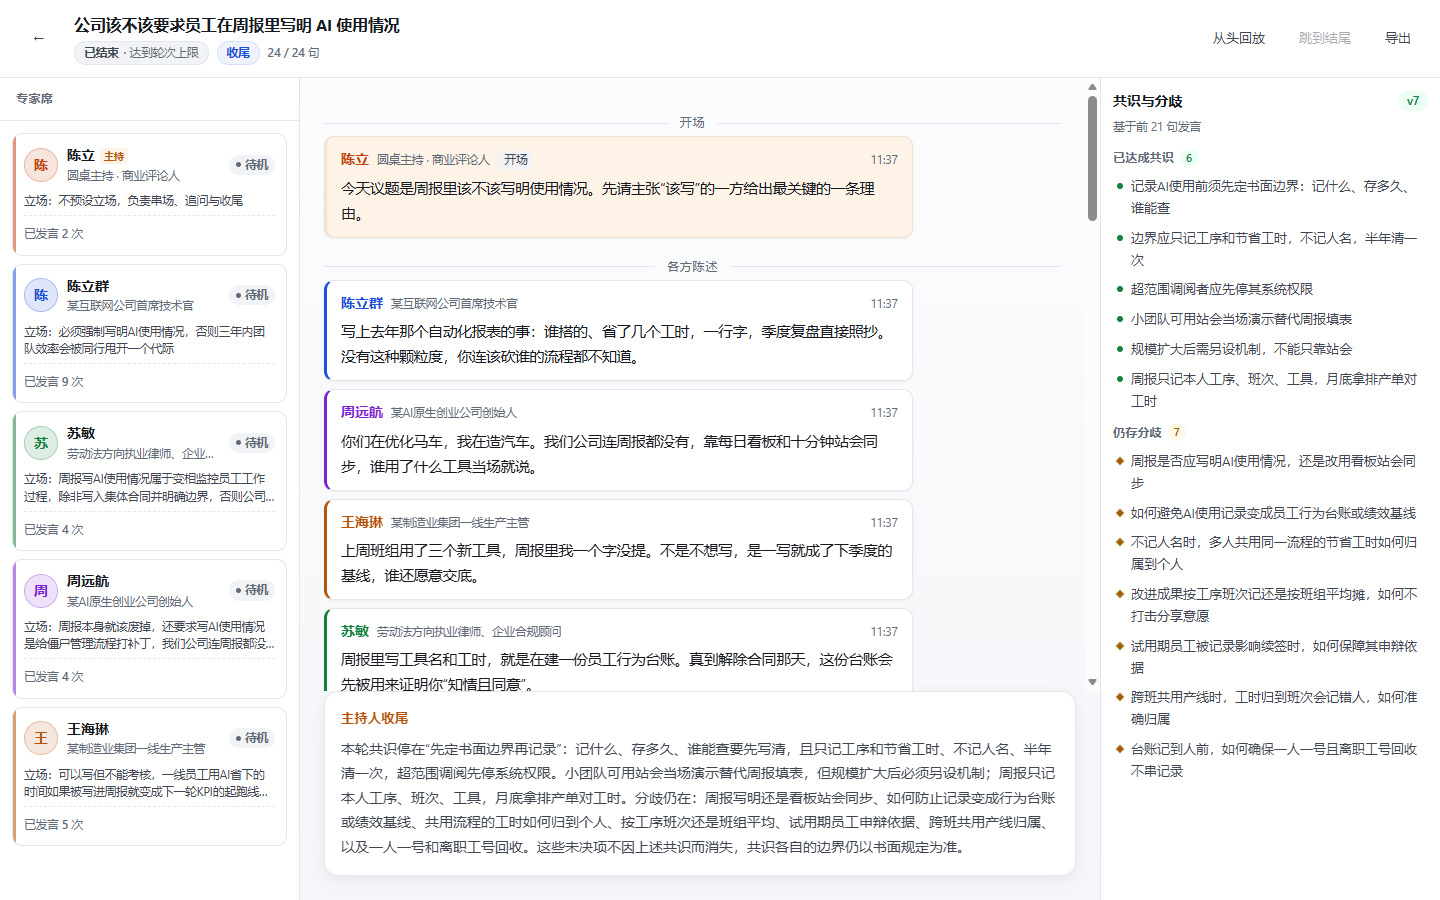 ←
公司该不该要求员工在周报里写明 AI 使用情况
已结束 · 达到轮次上限
收尾
24 / 24 句
从头回放
跳到结尾
导出
专家席
陈
陈立 主持
圆桌主持 · 商业评论人
待机
立场：不预设立场，负责串场、追问与收尾
已发言 2 次
陈
陈立群
某互联网公司首席技术官
待机
立场：必须强制写明AI使用情况，否则三年内团
队效率会被同行甩开一个代际
已发言 9 次
苏
苏敏
劳动法方向执业律师、企业...
待机
立场：周报写AI使用情况属于变相监控员工工作
过程，除非写入集体合同并明确边界，否则公司...
已发言 4 次
周
周远航
某AI原生创业公司创始人
待机
立场：周报本身就该废掉，还要求写AI使用情况
是给僵尸管理流程打补丁，我们公司连周报都没...
已发言 4 次
王
王海琳
某制造业集团一线生产主管
待机
立场：可以写但不能考核，一线员工用AI省下的
时间如果被写进周报就变成下一轮KPI的起跑线...
已发言 5 次
开场
陈立 圆桌主持 · 商业评论人 开场 11:37
今天议题是周报里该不该写明使用情况。先请主张“该写”的一方给出最关键的一条理
由。
各方陈述
陈立群 某互联网公司首席技术官 11:37
写上去年那个自动化报表的事：谁搭的、省了几个工时，一行字，季度复盘直接照抄。
没有这种颗粒度，你连该砍谁的流程都不知道。
周远航 某AI原生创业公司创始人 11:37
你们在优化马车，我在造汽车。我们公司连周报都没有，靠每日看板和十分钟站会同
步，谁用了什么工具当场就说。
王海琳 某制造业集团一线生产主管 11:37
上周班组用了三个新工具，周报里我一个字没提。不是不想写，是一写就成了下季度的
基线，谁还愿意交底。
苏敏 劳动法方向执业律师、企业合规顾问 11:37
周报里写工具名和工时，就是在建一份员工行为台账。真到解除合同那天，这份台账会
先被用来证明你“知情且同意”。
主持人收尾
本轮共识停在“先定书面边界再记录”：记什么、存多久、谁能查要先写清，且只记工序和节省工时、不记人名、半年
清一次，超范围调阅先停系统权限。小团队可用站会当场演示替代周报填表，但规模扩大后必须另设机制；周报只记
本人工序、班次、工具，月底拿排产单对工时。分歧仍在：周报写明还是看板站会同步、如何防止记录变成行为台账
或绩效基线、共用流程的工时如何归到个人、按工序班次还是班组平均、试用期员工申辩依据、跨班共用产线归属、
以及一人一号和离职工号回收。这些未决项不因上述共识而消失，共识各自的边界仍以书面规定为准。
共识与分歧
v7
基于前 21 句发言
已达成共识 6
记录AI使用前须先定书面边界：记什么、存多久、
谁能查
边界应只记工序和节省工时，不记人名，半年清一
次
超范围调阅者应先停其系统权限
小团队可用站会当场演示替代周报填表
规模扩大后需另设机制，不能只靠站会
周报只记本人工序、班次、工具，月底拿排产单对
工时
仍存分歧 7
周报是否应写明AI使用情况，还是改用看板站会同
步
如何避免AI使用记录变成员工行为台账或绩效基线
不记人名时，多人共用同一流程的节省工时如何归
属到个人
改进成果按工序班次记还是按班组平均摊，如何不
打击分享意愿
试用期员工被记录影响续签时，如何保障其申辩依
据
跨班共用产线时，工时归到班次会记错人，如何准
确归属
台账记到人前，如何确保一人一号且离职工号回收
不串记录